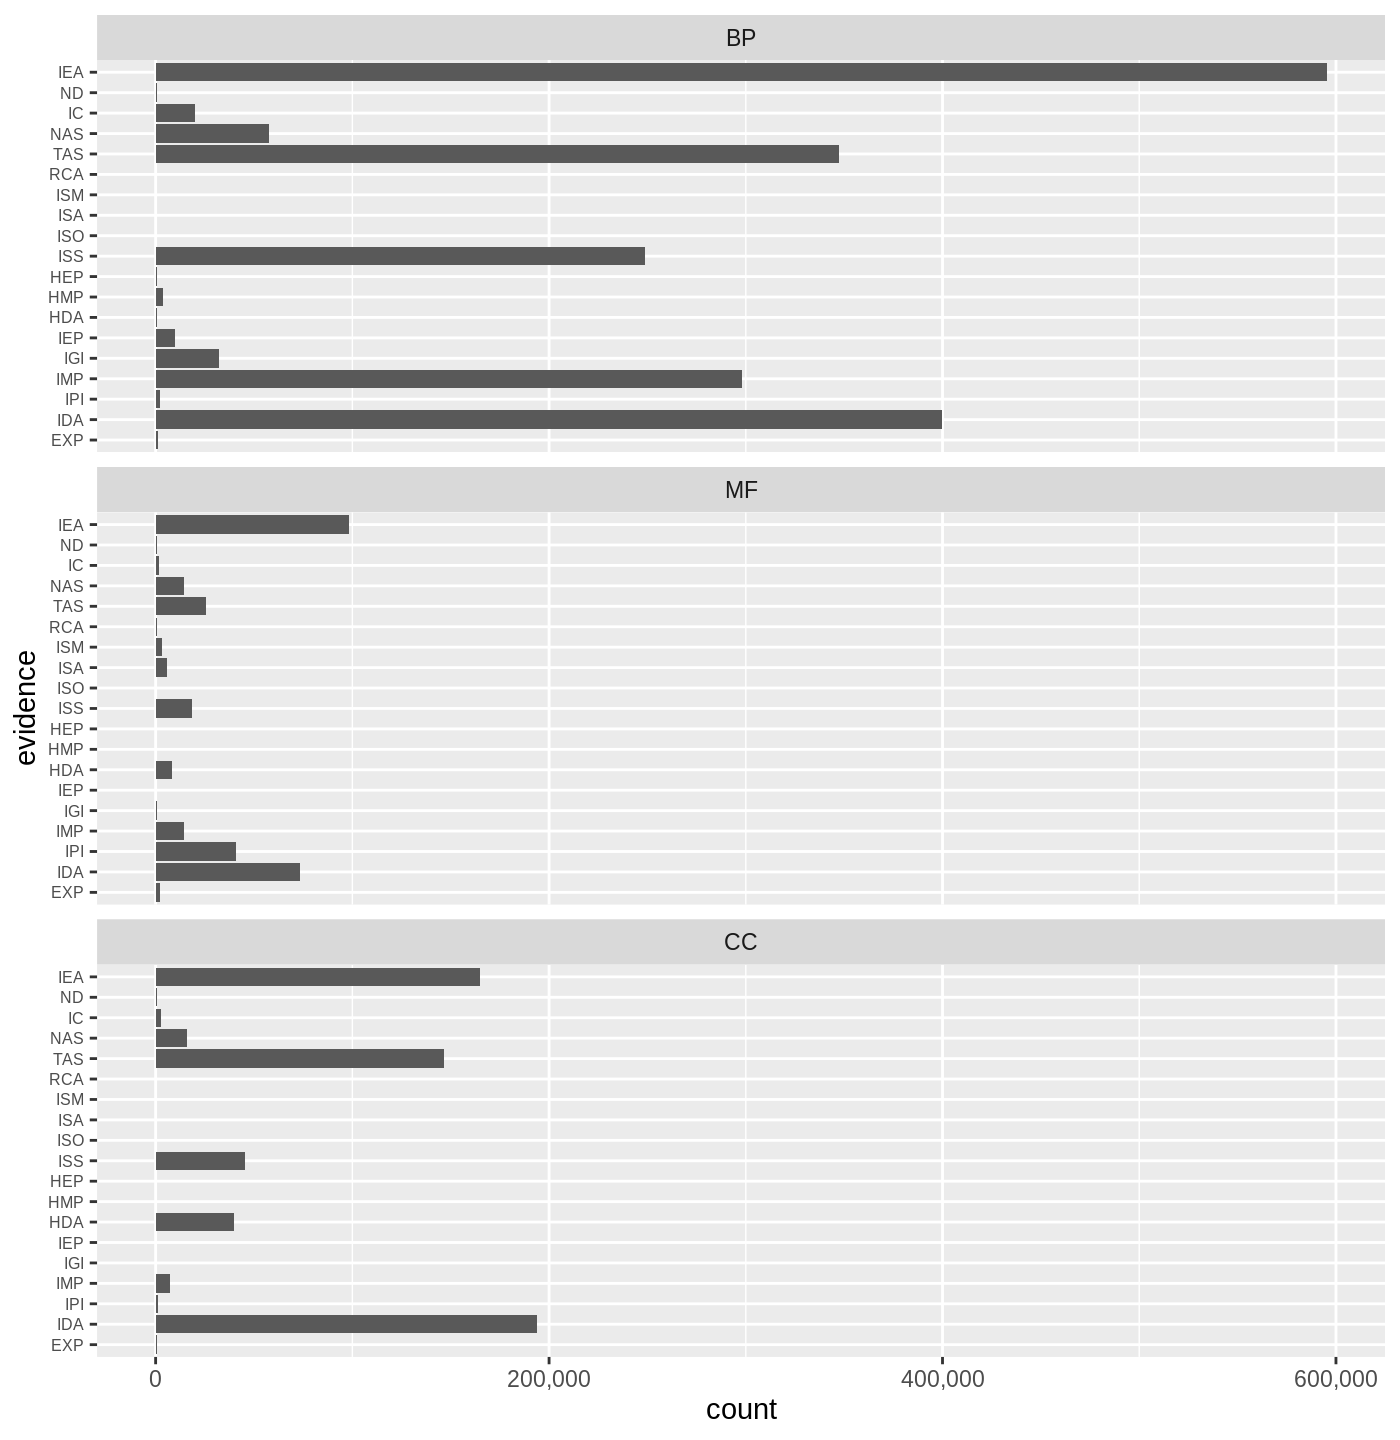 BP
IEA
ND
IC
NAS
TAS
RCA
ISM
ISA
ISO
ISS
HEP
HMP
HDA
IEP
IGI
IMP
IPI
IDA
EXP
MF
IEA
ND
IC
NAS
TAS
RCA
ISM
ISA
ISO
ISS
HEP
HMP
HDA
IEP
IGI
IMP
IPI
IDA
EXP
evidence
CC
IEA
ND
IC
NAS
TAS
RCA
ISM
ISA
ISO
ISS
HEP
HMP
HDA
IEP
IGI
IMP
IPI
IDA
EXP
0 200,000 400,000 600,000
count